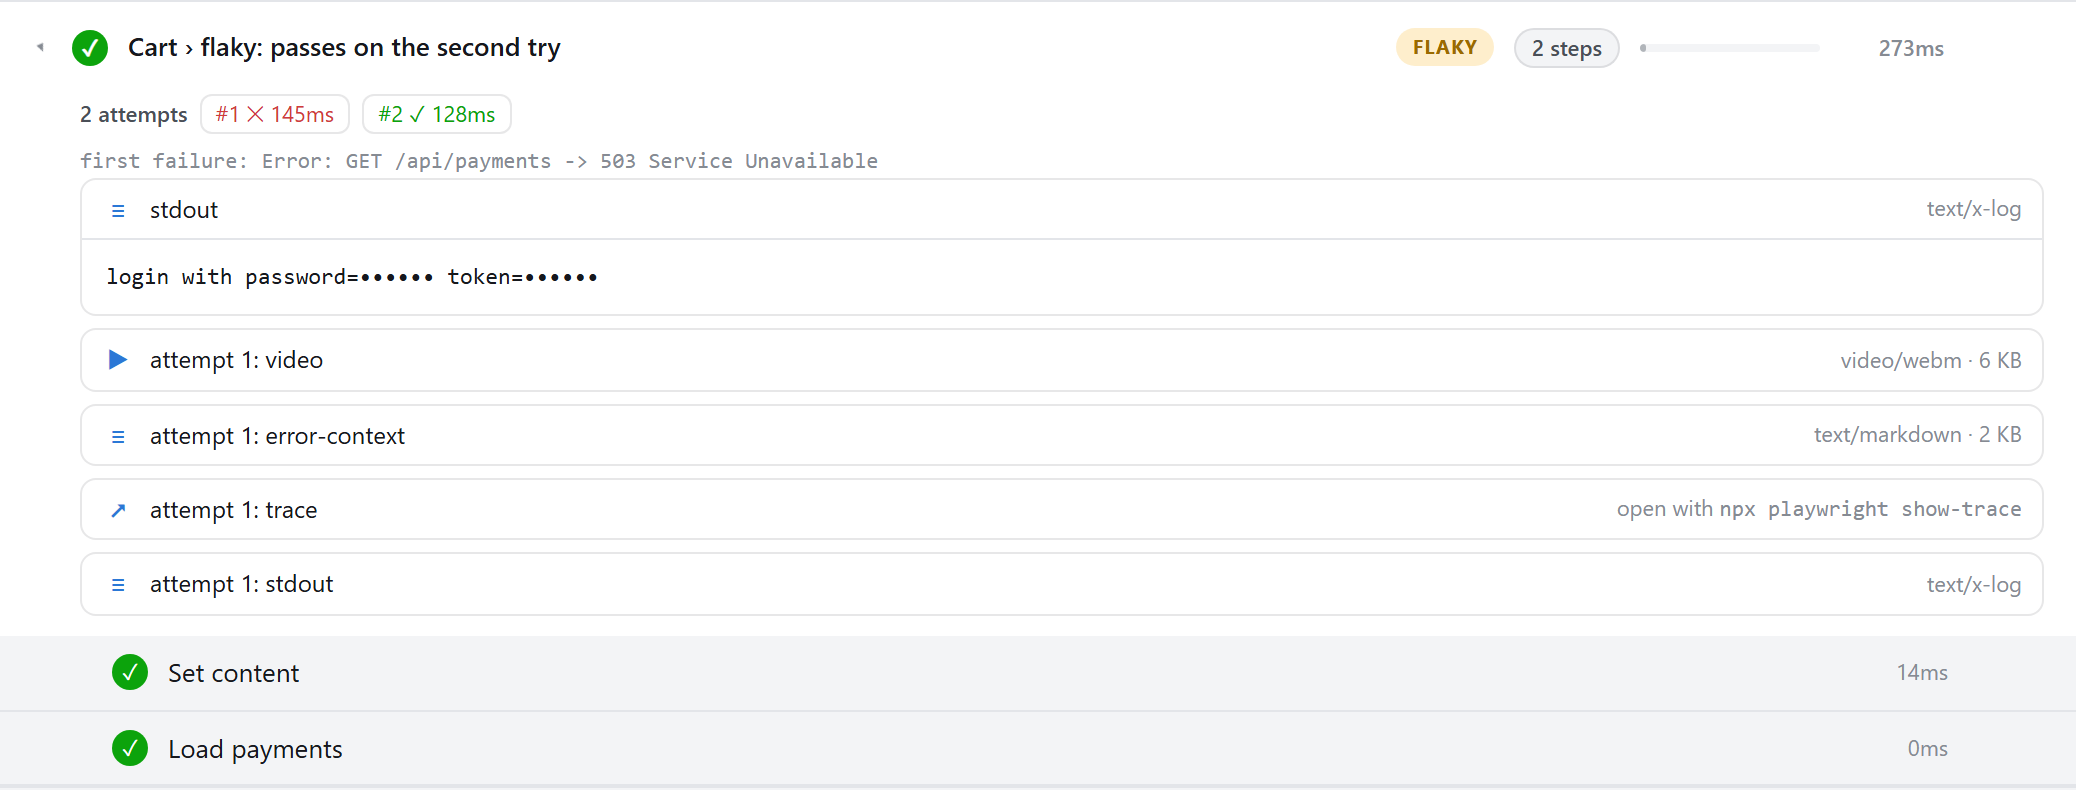 Cart › flaky: passes on the second try FLAKY 2 steps 273ms
2 attempts #1 ✕ 145ms #2 ✓ 128ms
first failure: Error: GET /api/payments -> 503 Service Unavailable
stdout text/x-log
login with password=•••••• token=••••••
attempt 1: video video/webm · 6 KB
attempt 1: error-context text/markdown · 2 KB
attempt 1: trace open with npx playwright show-trace
attempt 1: stdout text/x-log
Set content 14ms
Load payments 0ms